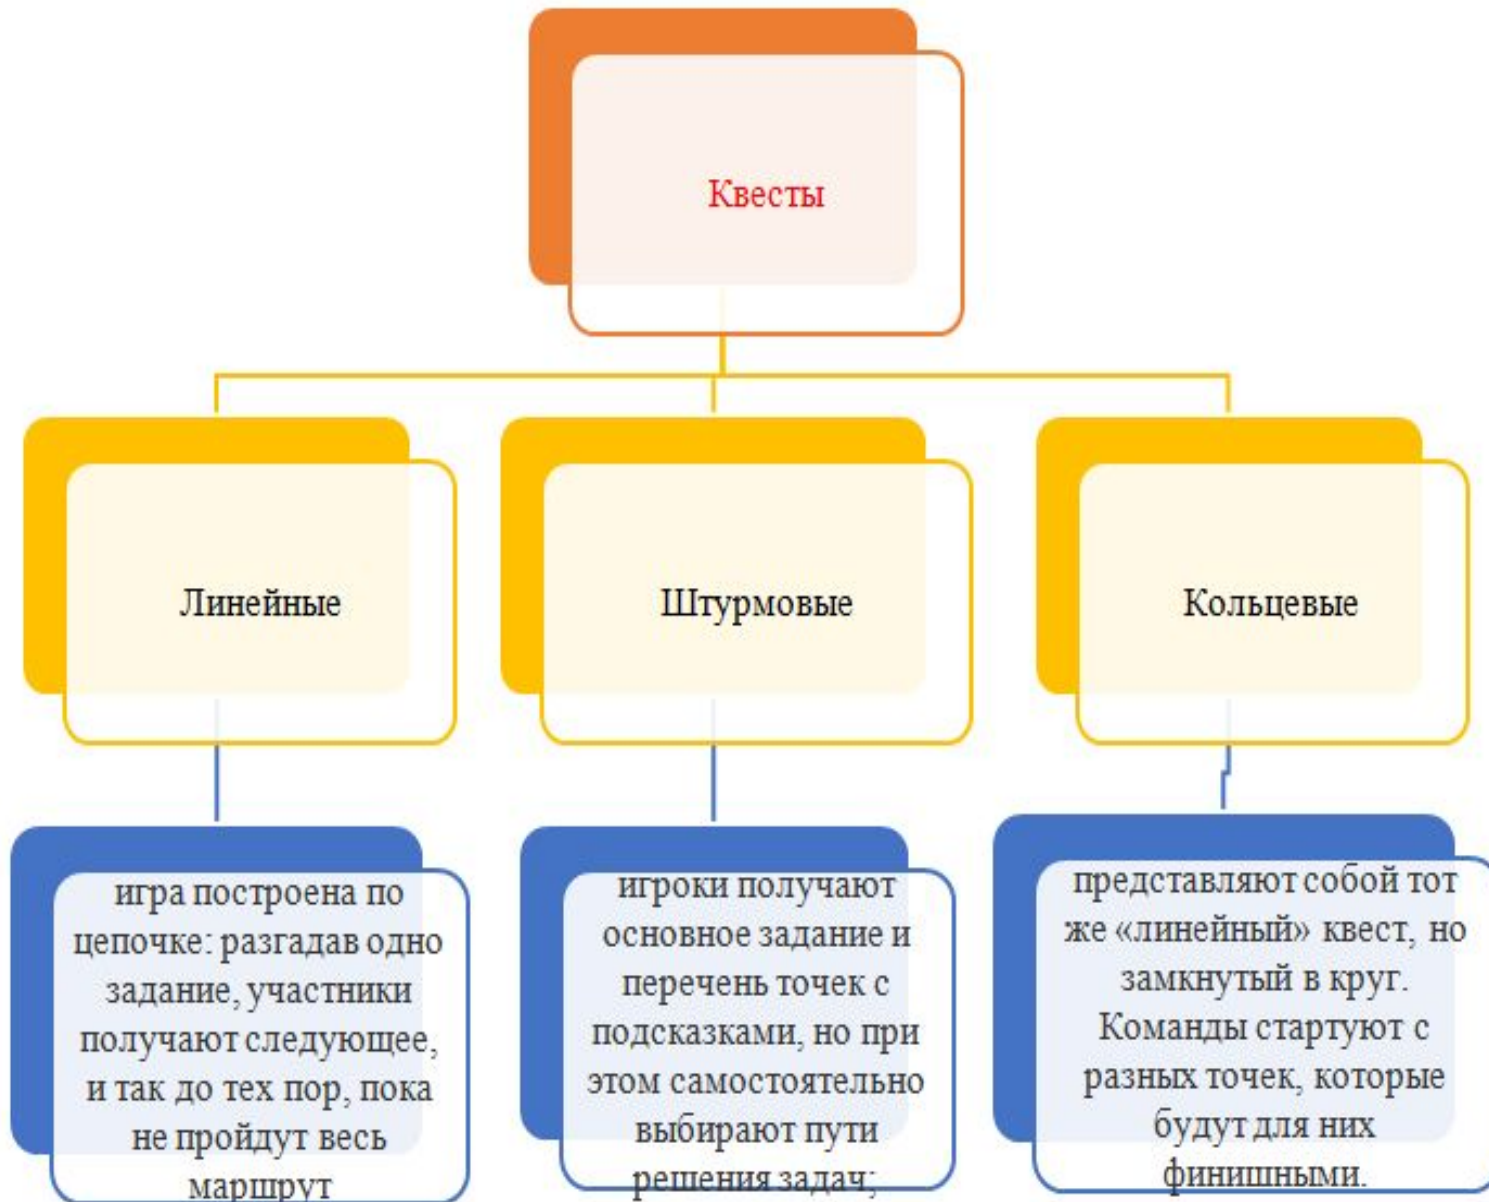 Квесты
Линейные
Штурмовые
Кольцевые
игра построена по
цепочке: разгадав одно
задание, участники
получают следующее,
и так до тех пор, пока
не пройдут весь
маршрут
игроки получают
основное задание и
перечень точек с
подсказками, но при
этом самостоятельно
выбирают пути
решения задач;
представляют собой тот
же «линейный» квест, но
замкнутый в круг.
Команды стартуют с
разных точек, которые
будут для них
финишными.